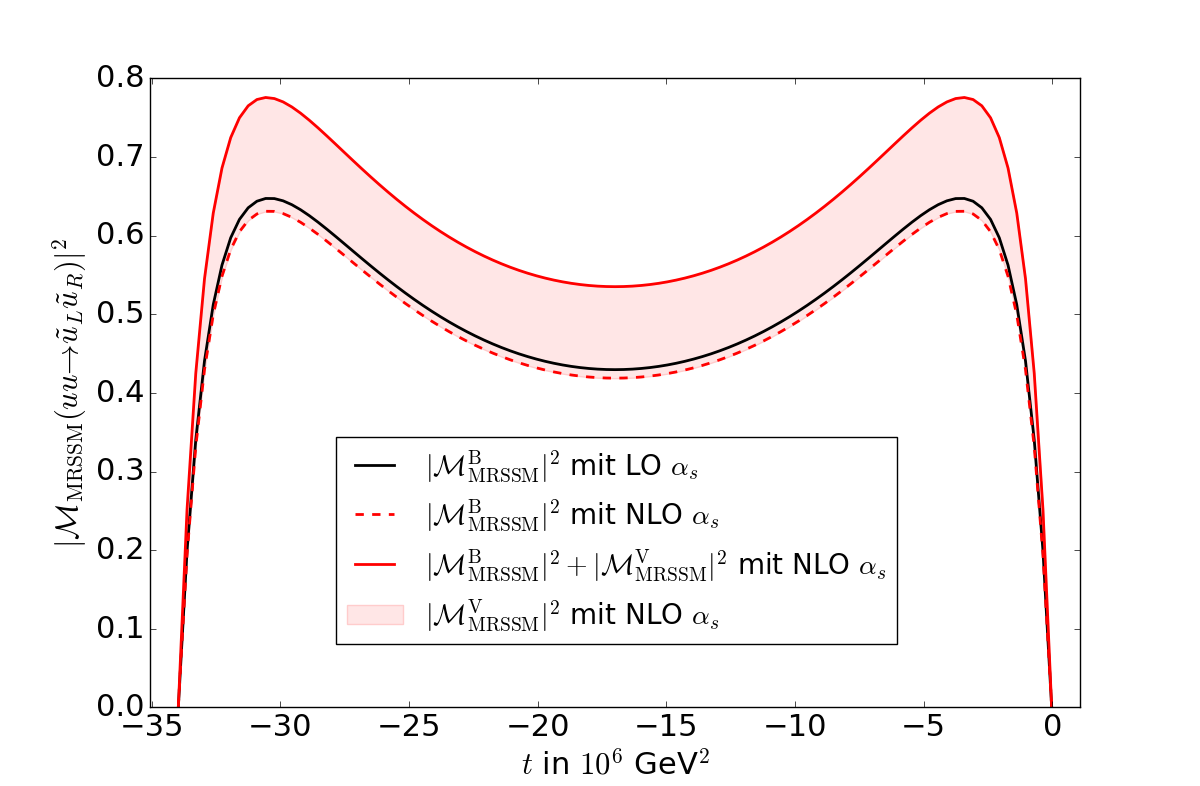 0.8
0.7
0.6
0.5
0.4
0.3
0.2
0.1
0.0
|ℳ_MRSSM(uu→ũ_L ũ_R)|²
|ℳ^B_MRSSM|² mit LO α_s
|ℳ^B_MRSSM|² mit NLO α_s
|ℳ^B_MRSSM|² + |ℳ^V_MRSSM|² mit NLO α_s
|ℳ^V_MRSSM|² mit NLO α_s
−35 −30 −25 −20 −15 −10 −5 0
t in 10⁶ GeV²